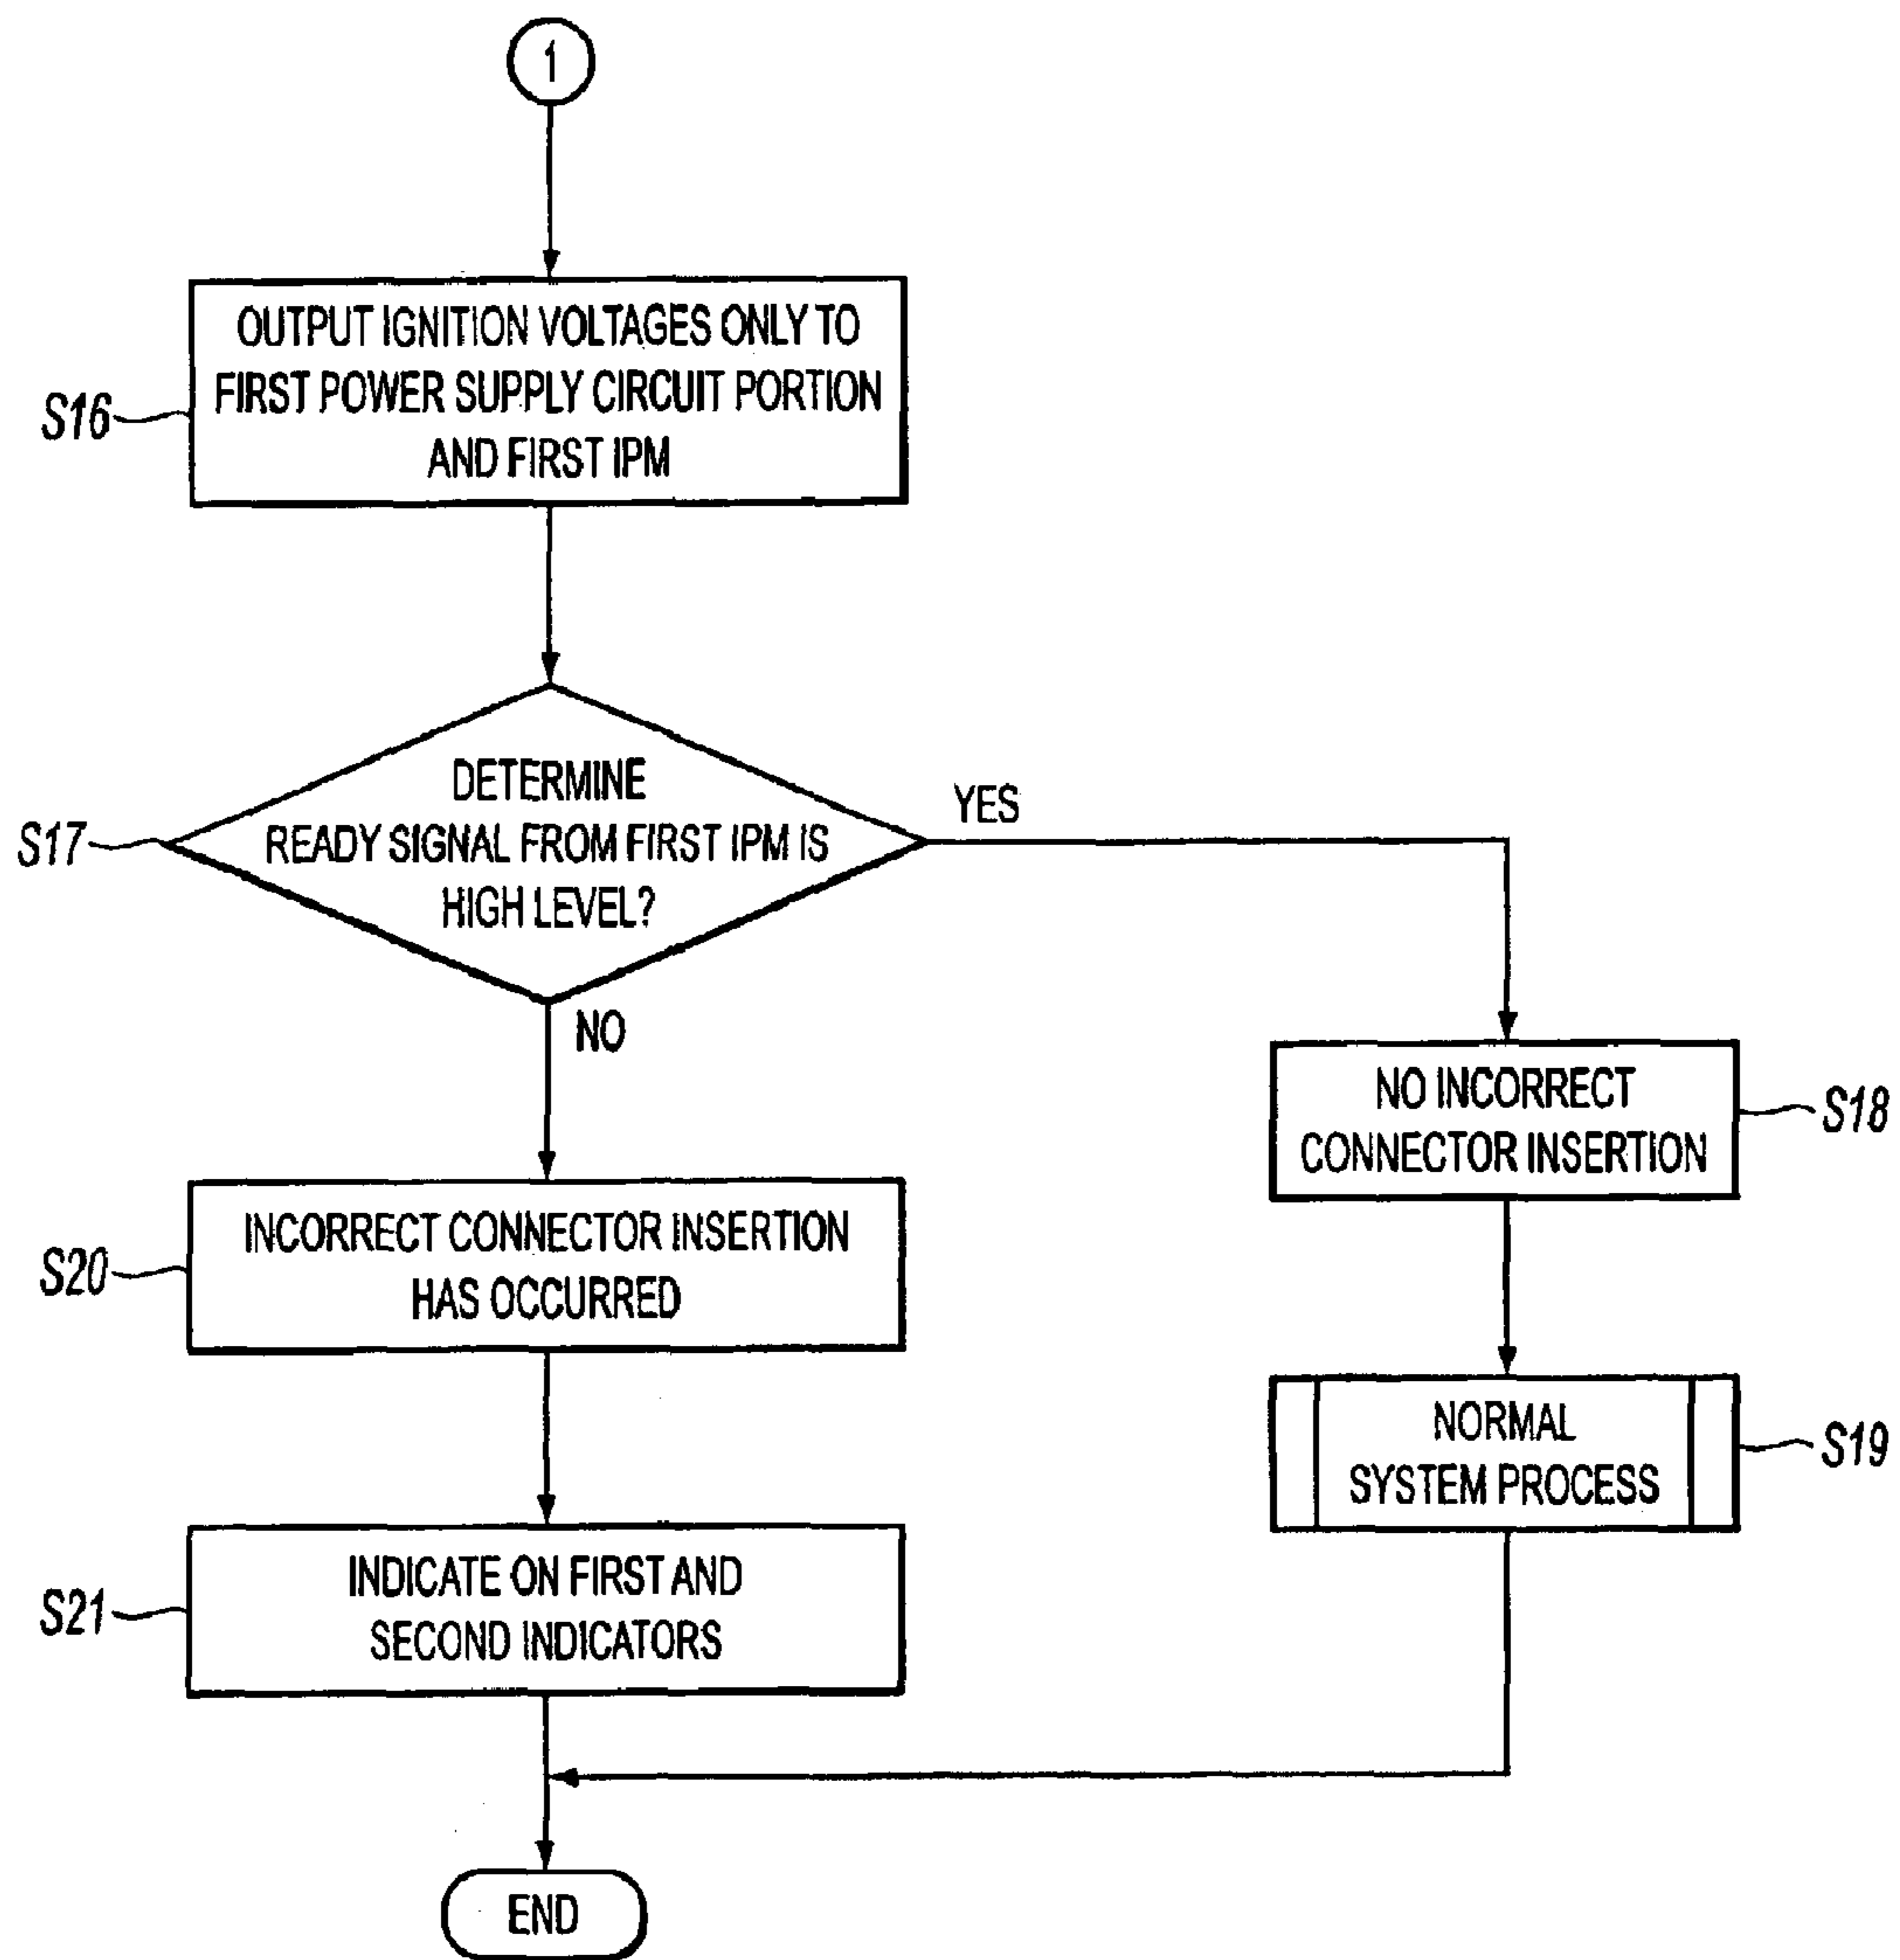 1
OUTPUT IGNITION VOLTAGES ONLY TO
FIRST POWER SUPPLY CIRCUIT PORTION
AND FIRST IPM
S16
DETERMINE
READY SIGNAL FROM FIRST IPM IS
HIGH LEVEL?
S17
YES
NO
NO INCORRECT
CONNECTOR INSERTION
S18
INCORRECT CONNECTOR INSERTION
HAS OCCURRED
S20
NORMAL
SYSTEM PROCESS
S19
INDICATE ON FIRST AND
SECOND INDICATORS
S21
END